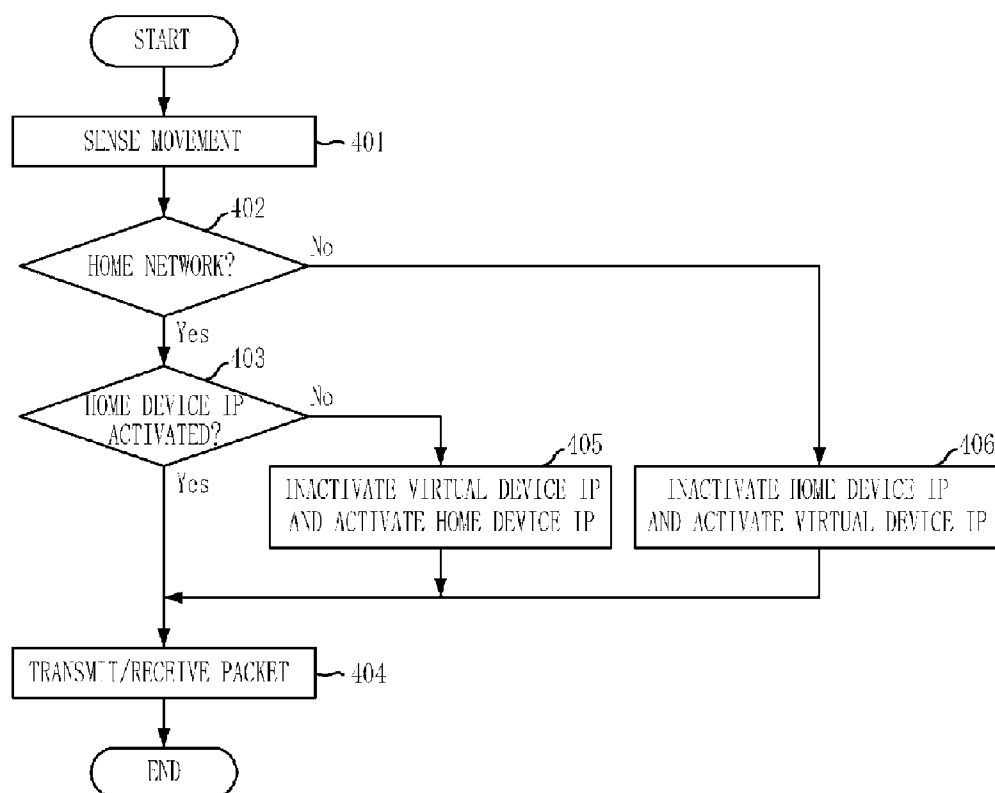 START
SENSE MOVEMENT
401
402
HOME NETWORK?
No
Yes
403
HOME DEVICE IP
ACTIVATED?
No
Yes
405
INACTIVATE VIRTUAL DEVICE IP
AND ACTIVATE HOME DEVICE IP
406
INACTIVATE HOME DEVICE IP
AND ACTIVATE VIRTUAL DEVICE IP
TRANSMIT/RECEIVE PACKET
404
END